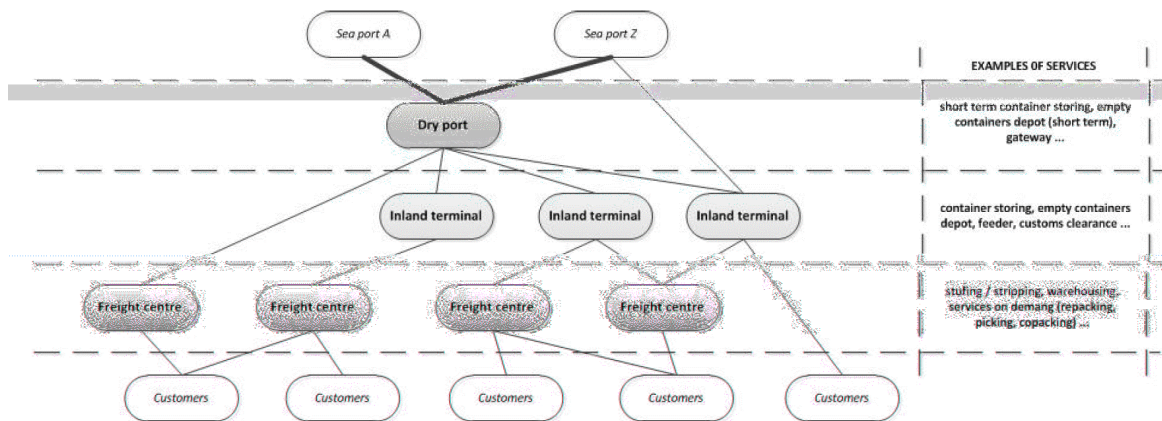 Sea port A
Sea port Z
EXAMPLES OF SERVICES
Dry port
short term container storing, empty
containers depot (short term),
gateway ...
Inland terminal
Inland terminal
Inland terminal
container storing, empty containers
depot, feeder, customs clearance ...
Freight centre
Freight centre
Freight centre
Freight centre
stufing / stripping, warehousing,
services on demang (repacking,
picking, copacking) ...
Customers
Customers
Customers
Customers
Customers